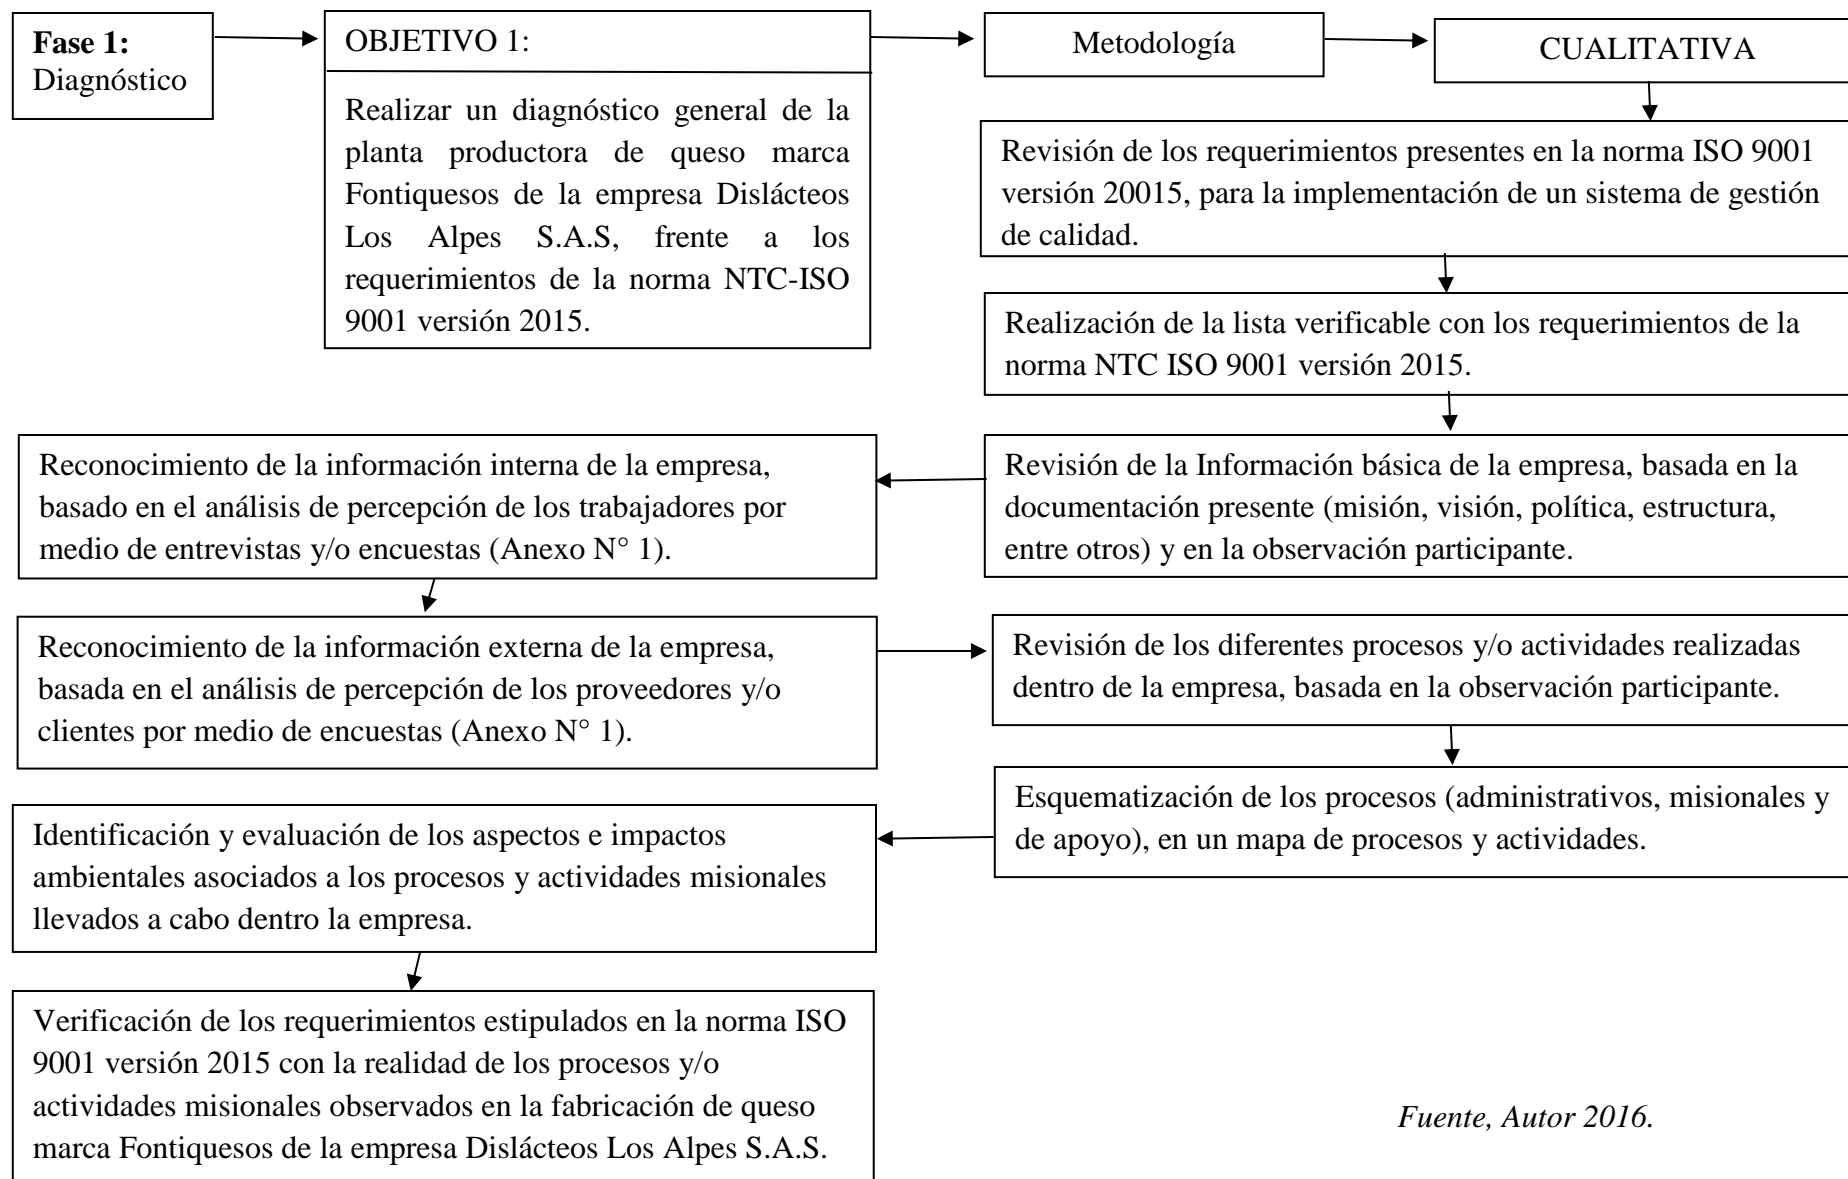 Fase 1:
Diagnóstico
OBJETIVO 1:
Realizar un diagnóstico general de la
planta productora de queso marca
Fontiquesos de la empresa Dislácteos
Los Alpes S.A.S, frente a los
requerimientos de la norma NTC-ISO
9001 versión 2015.
Metodología
CUALITATIVA
Revisión de los requerimientos presentes en la norma ISO 9001
versión 20015, para la implementación de un sistema de gestión
de calidad.
Realización de la lista verificable con los requerimientos de la
norma NTC ISO 9001 versión 2015.
Revisión de la Información básica de la empresa, basada en la
documentación presente (misión, visión, política, estructura,
entre otros) y en la observación participante.
Reconocimiento de la información interna de la empresa,
basado en el análisis de percepción de los trabajadores por
medio de entrevistas y/o encuestas (Anexo N° 1).
Reconocimiento de la información externa de la empresa,
basada en el análisis de percepción de los proveedores y/o
clientes por medio de encuestas (Anexo N° 1).
Revisión de los diferentes procesos y/o actividades realizadas
dentro de la empresa, basada en la observación participante.
Esquematización de los procesos (administrativos, misionales y
de apoyo), en un mapa de procesos y actividades.
Identificación y evaluación de los aspectos e impactos
ambientales asociados a los procesos y actividades misionales
llevados a cabo dentro la empresa.
Verificación de los requerimientos estipulados en la norma ISO
9001 versión 2015 con la realidad de los procesos y/o
actividades misionales observados en la fabricación de queso
marca Fontiquesos de la empresa Dislácteos Los Alpes S.A.S.
Fuente, Autor 2016.